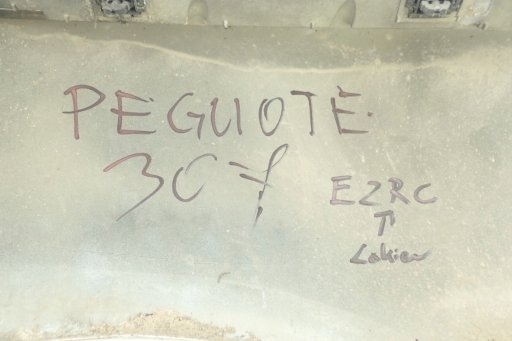 PEGUOTE
307
EZRC
Lakier